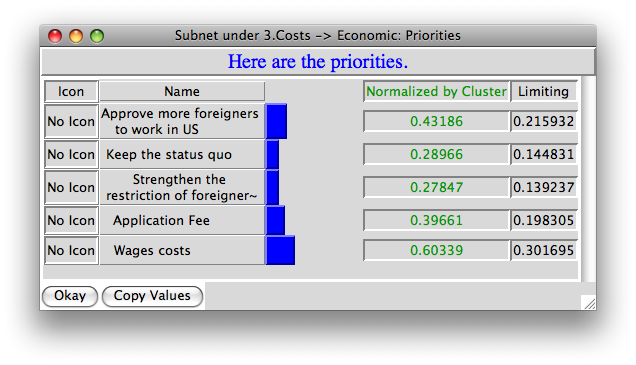 Subnet under 3.Costs -> Economic: Priorities
Here are the priorities.
Icon Name Normalized by Cluster Limiting
No Icon Approve more foreigners to work in US 0.43186 0.215932
No Icon Keep the status quo 0.28966 0.144831
No Icon Strengthen the restriction of foreigner~ 0.27847 0.139237
No Icon Application Fee 0.39661 0.198305
No Icon Wages costs 0.60339 0.301695
Okay Copy Values